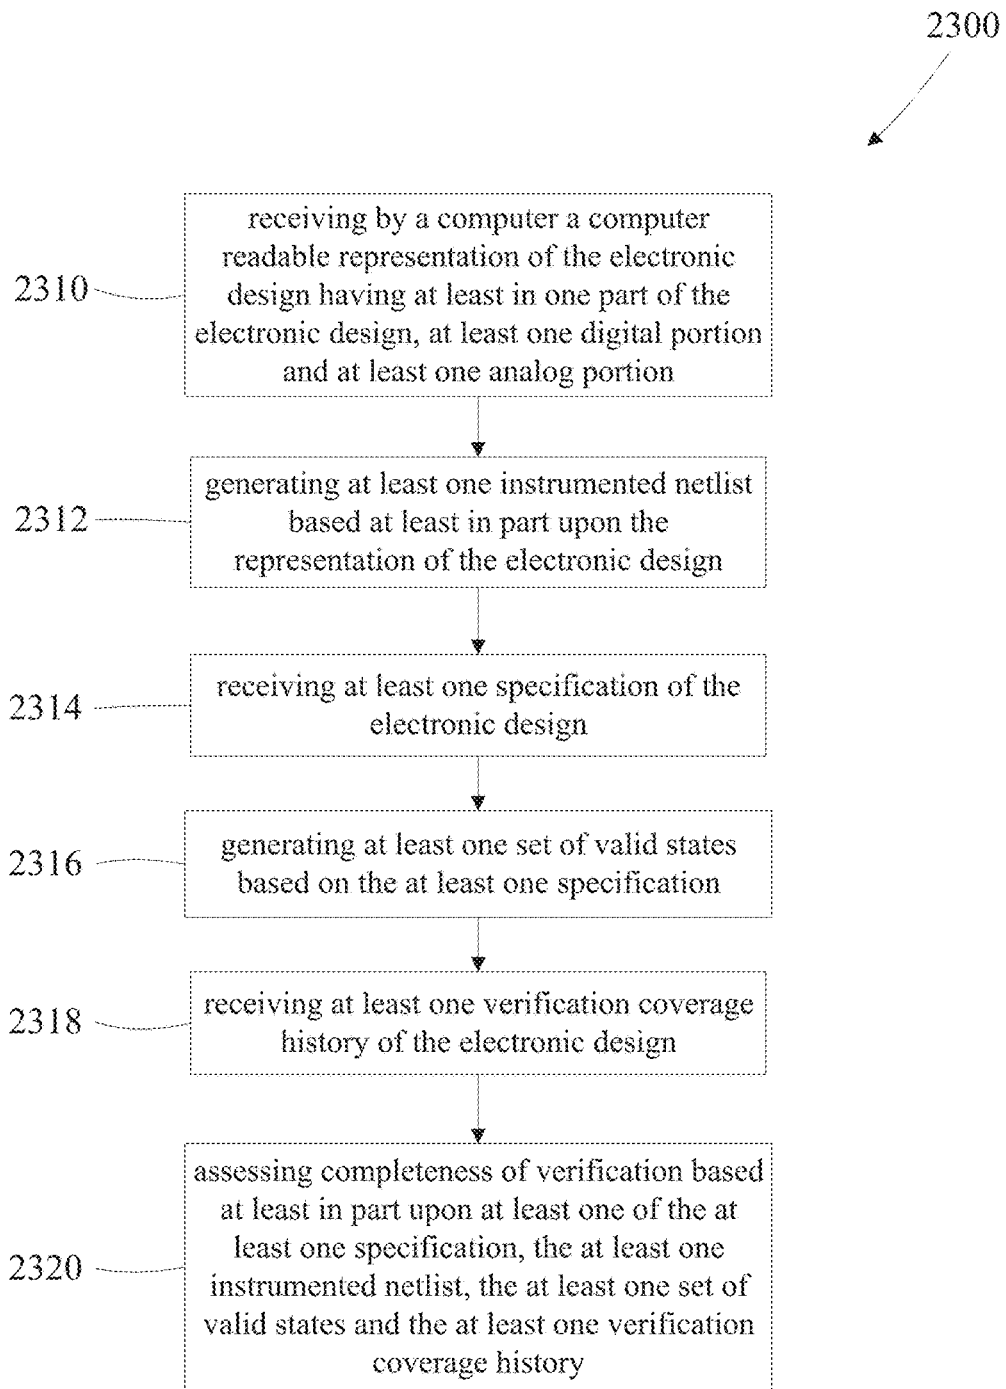 2300
receiving by a computer a computer
readable representation of the electronic
design having at least in one part of the
electronic design, at least one digital portion
and at least one analog portion
2310
generating at least one instrumented netlist
based at least in part upon the
representation of the electronic design
2312
receiving at least one specification of the
electronic design
2314
generating at least one set of valid states
based on the at least one specification
2316
receiving at least one verification coverage
history of the electronic design
2318
assessing completeness of verification based
at least in part upon at least one of the at
least one specification, the at least one
instrumented netlist, the at least one set of
valid states and the at least one verification
coverage history
2320